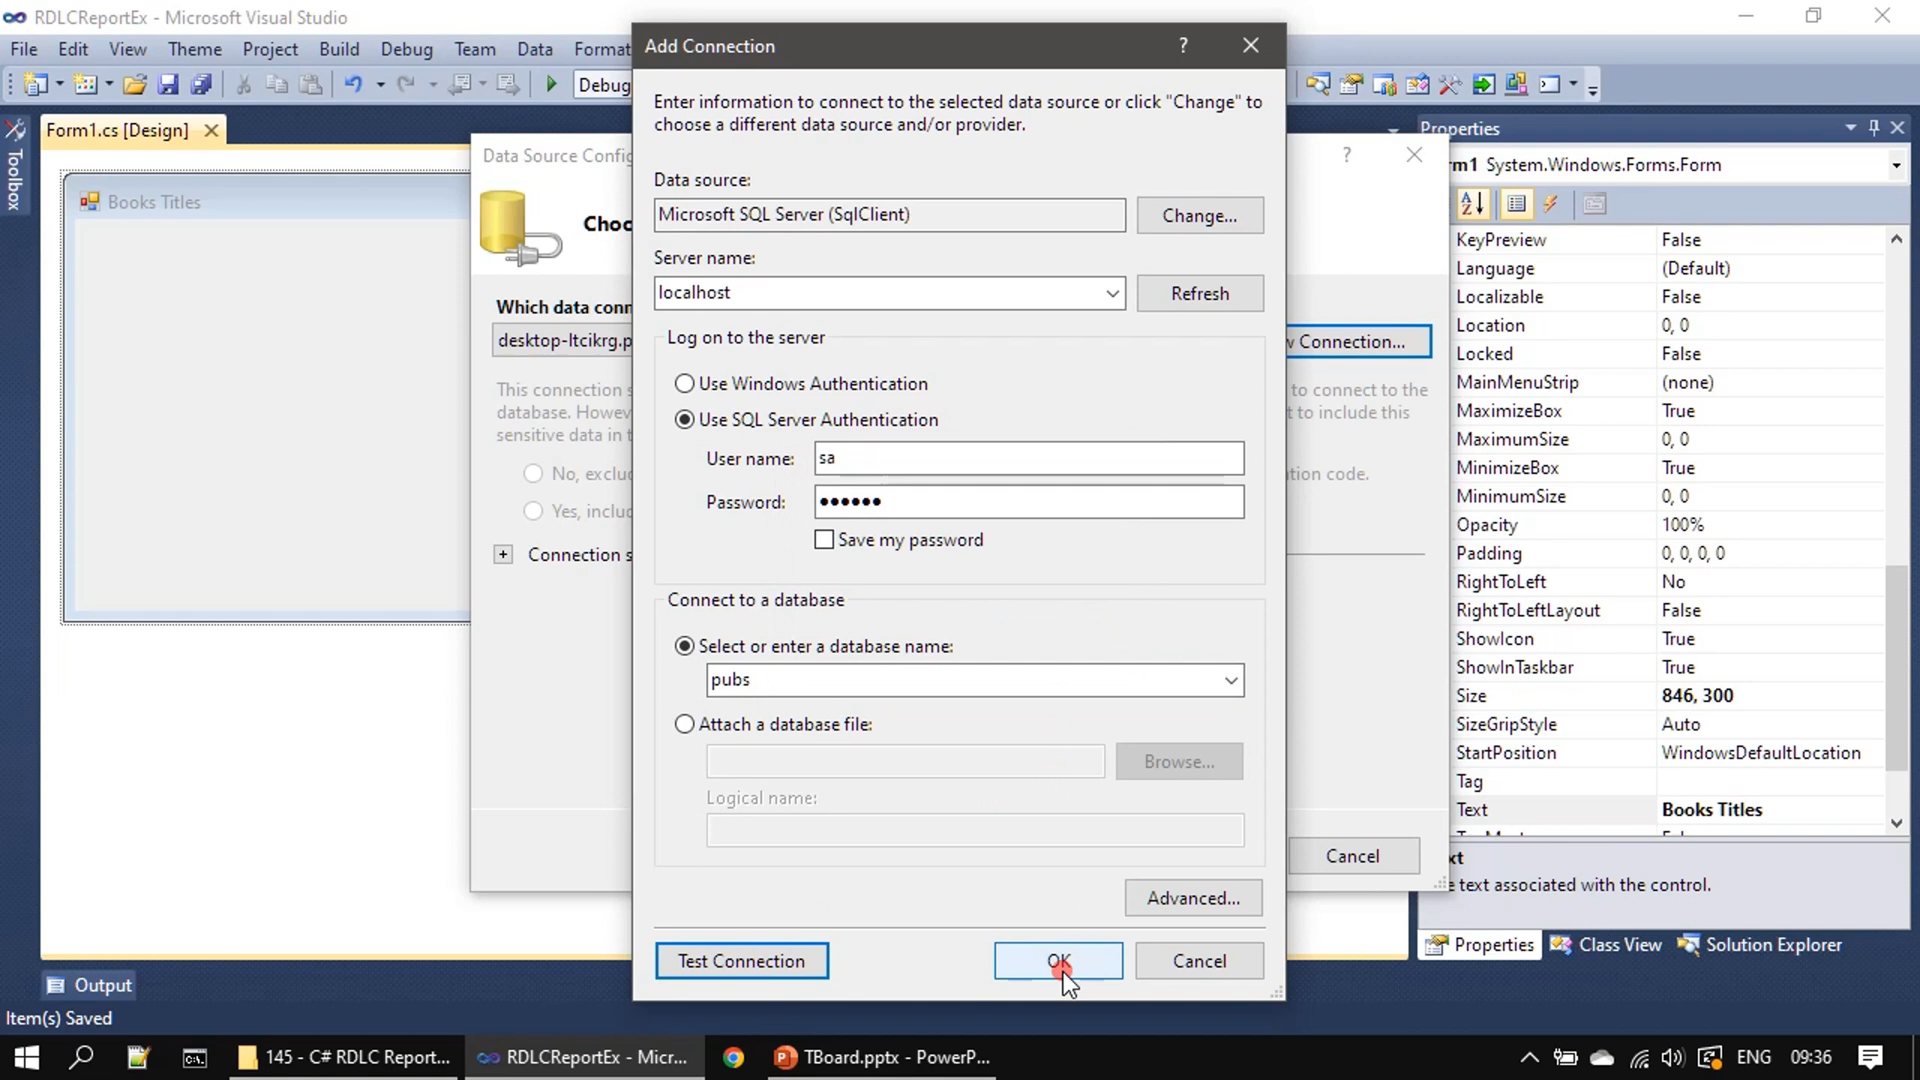 RDLCReportEx - Microsoft Visual Studio
File Edit View Theme Project Build Debug Team Data Format
Debug
Toolbox
Form1.cs [Design]
Books Titles
Data Source Config
Choo
Which data conn
desktop-ltcikrg.p
w Connection...
This connection s
to connect to the
database. Howev
t to include this
sensitive data in t
No, exclu
tion code.
Yes, inclu
Connection s
Cancel
Add Connection
Enter information to connect to the selected data source or click "Change" to
choose a different data source and/or provider.
Data source:
Microsoft SQL Server (SqlClient)
Change...
Server name:
localhost
Refresh
Log on to the server
Use Windows Authentication
Use SQL Server Authentication
User name: sa
Password: ••••••
Save my password
Connect to a database
Select or enter a database name:
pubs
Attach a database file:
Browse...
Logical name:
Advanced...
Test Connection
OK
Cancel
Properties
rm1 System.Windows.Forms.Form
KeyPreview False
Language (Default)
Localizable False
Location 0, 0
Locked False
MainMenuStrip (none)
MaximizeBox True
MaximumSize 0, 0
MinimizeBox True
MinimumSize 0, 0
Opacity 100%
Padding 0, 0, 0, 0
RightToLeft No
RightToLeftLayout False
ShowIcon True
ShowInTaskbar True
Size 846, 300
SizeGripStyle Auto
StartPosition WindowsDefaultLocation
Tag
Text Books Titles
xt
e text associated with the control.
Properties Class View Solution Explorer
Output
Item(s) Saved
145 - C# RDLC Report...
RDLCReportEx - Micr...
TBoard.pptx - PowerP...
ENG 09:36